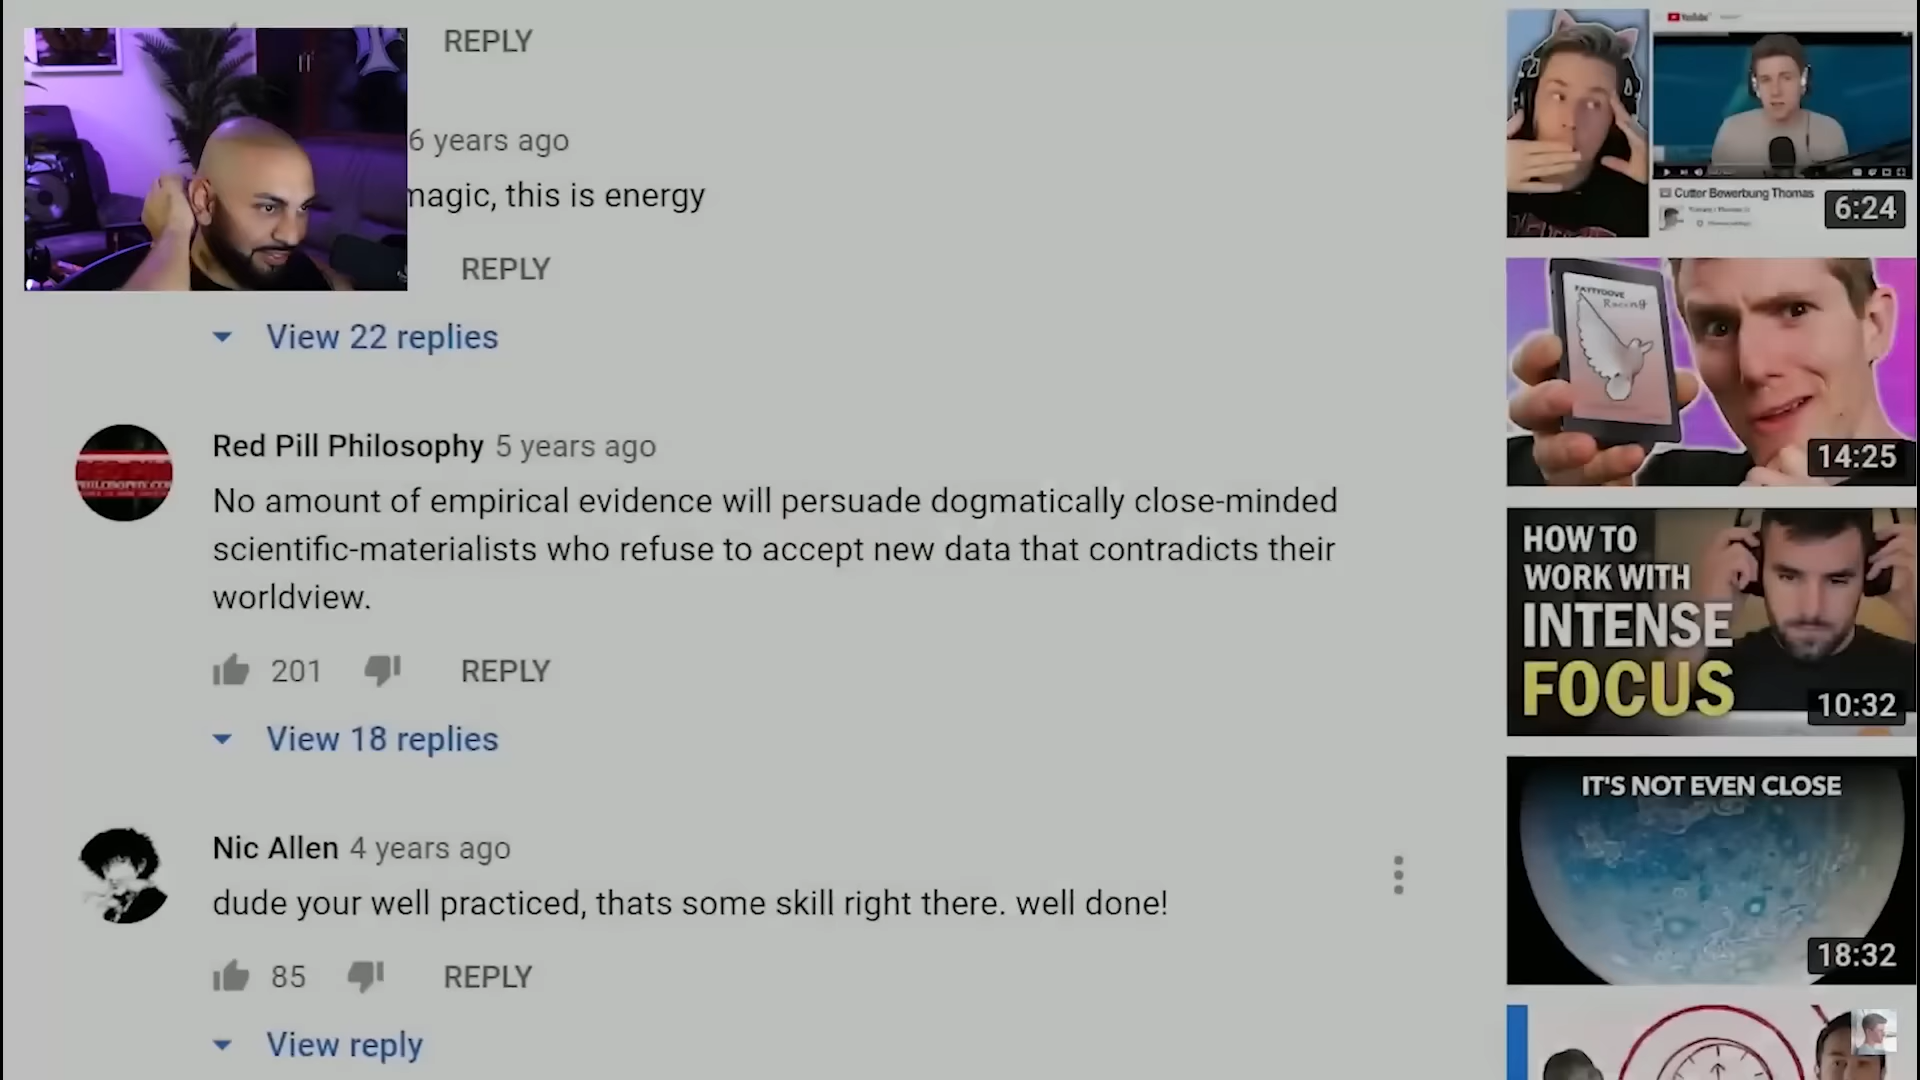 REPLY
6 years ago
magic, this is energy
REPLY
View 22 replies
Red Pill Philosophy 5 years ago
No amount of empirical evidence will persuade dogmatically close-minded
scientific-materialists who refuse to accept new data that contradicts their
worldview.
201 REPLY
View 18 replies
Nic Allen 4 years ago
dude your well practiced, thats some skill right there. well done!
85 REPLY
View reply
YouTube
Cutter Bewerbung Thomas
6:24
Racing
14:25
HOW TO
WORK WITH
INTENSE
FOCUS
10:32
IT'S NOT EVEN CLOSE
18:32